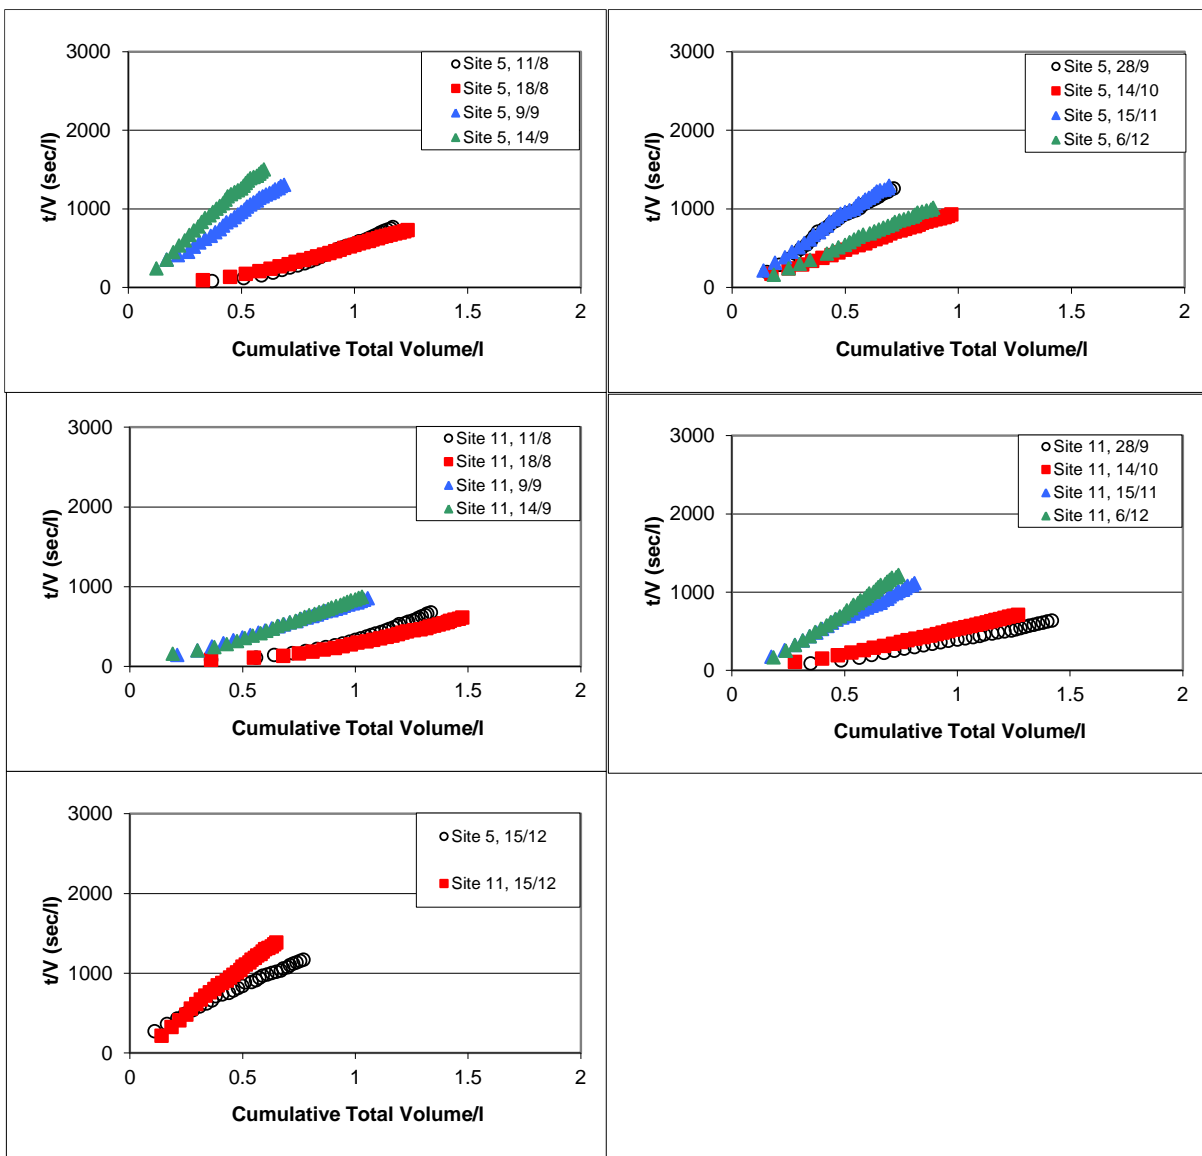 3000
2000
1000
0
t/V (sec/l)
0 0.5 1 1.5 2
Cumulative Total Volume/l
Site 5, 11/8
Site 5, 18/8
Site 5, 9/9
Site 5, 14/9
3000
2000
1000
0
t/V (sec/l)
0 0.5 1 1.5 2
Cumulative Total Volume/l
Site 5, 28/9
Site 5, 14/10
Site 5, 15/11
Site 5, 6/12
3000
2000
1000
0
t/V (sec/l)
0 0.5 1 1.5 2
Cumulative Total Volume/l
Site 11, 11/8
Site 11, 18/8
Site 11, 9/9
Site 11, 14/9
3000
2000
1000
0
t/V (sec/l)
0 0.5 1 1.5 2
Cumulative Total Volume/l
Site 11, 28/9
Site 11, 14/10
Site 11, 15/11
Site 11, 6/12
3000
2000
1000
0
t/V (sec/l)
0 0.5 1 1.5 2
Cumulative Total Volume/l
Site 5, 15/12
Site 11, 15/12